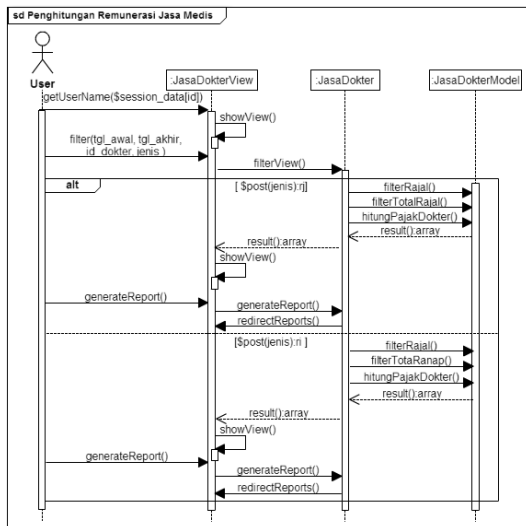 sd Penghitungan Remunerasi Jasa Medis
User
:JasaDokterView
:JasaDokter
:JasaDokterModel
getUserName($session_data[id])
showView()
filter(tgl_awal, tgl_akhir,
id_dokter, jenis )
filterView()
alt
[ $post(jenis):rj]
filterRajal()
filterTotalRajal()
hitungPajakDokter()
result():array
result():array
showView()
generateReport()
generateReport()
redirectReports()
[$post(jenis):ri ]
filterRajal()
filterTotaRanap()
hitungPajakDokter()
result():array
result():array
showView()
generateReport()
generateReport()
redirectReports()